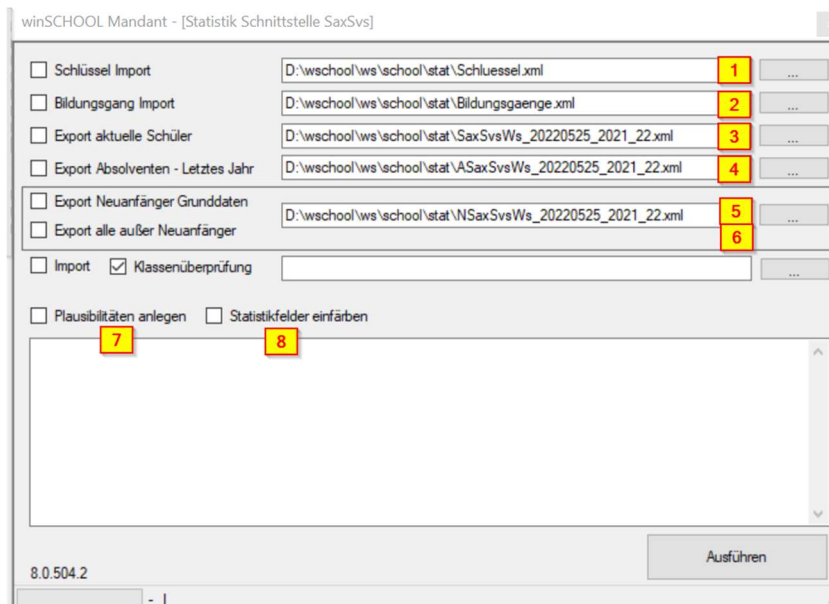 winSCHOOL Mandant - [Statistik Schnittstelle SaxSvs]
Schlüssel Import D:\wschool\ws\school\stat\Schluessel.xml 1 ...
Bildungsgang Import D:\wschool\ws\school\stat\Bildungsgaenge.xml 2 ...
Export aktuelle Schüler D:\wschool\ws\school\stat\SaxSvsWs_20220525_2021_22.xml 3 ...
Export Absolventen - Letztes Jahr D:\wschool\ws\school\stat\ASaxSvsWs_20220525_2021_22.xml 4 ...
Export Neuanfänger Grunddaten
D:\wschool\ws\school\stat\NSaxSvsWs_20220525_2021_22.xml 5 ...
Export alle außer Neuanfänger 6
Import Klassenüberprüfung ...
Plausibilitäten anlegen Statistikfelder einfärben
7 8
Ausführen
8.0.504.2